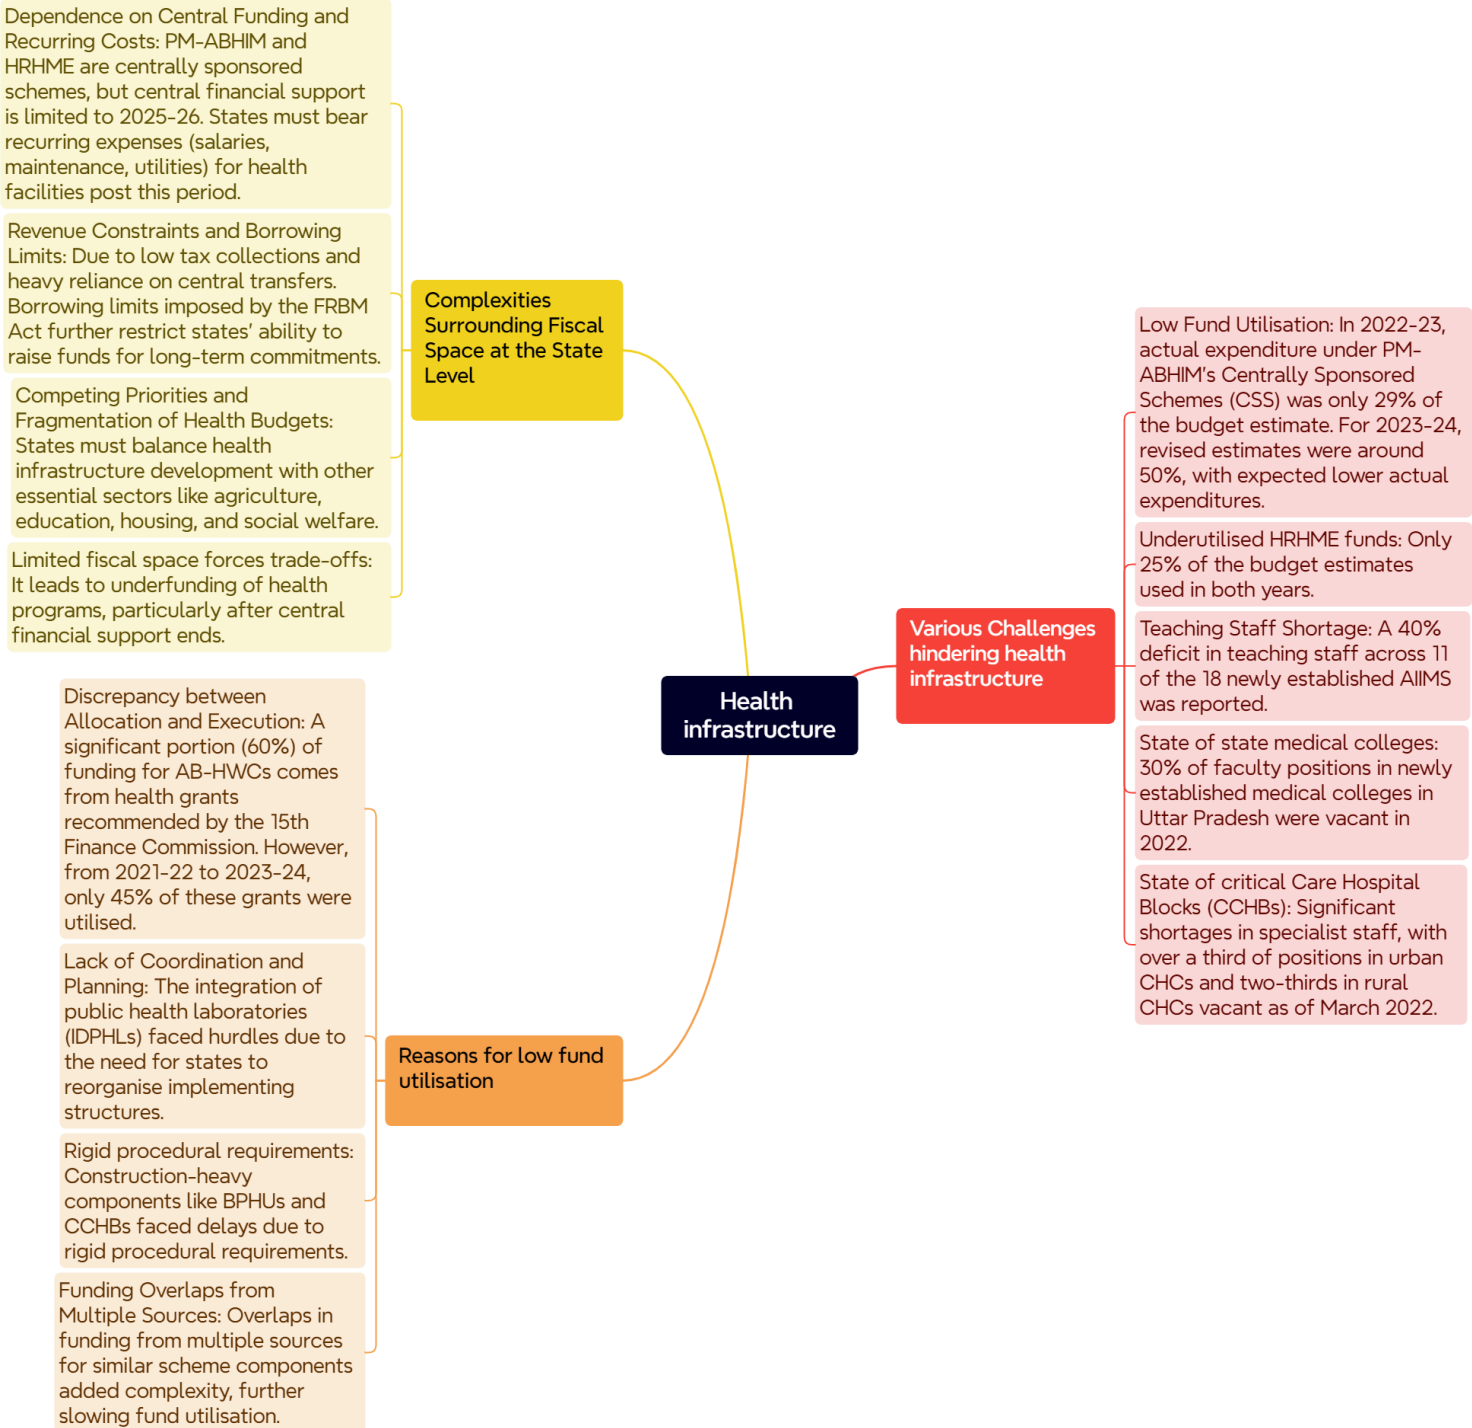 Dependence on Central Funding and
Recurring Costs: PM-ABHIM and
HRHME are centrally sponsored
schemes, but central financial support
is limited to 2025-26. States must bear
recurring expenses (salaries,
maintenance, utilities) for health
facilities post this period.
Revenue Constraints and Borrowing
Limits: Due to low tax collections and
heavy reliance on central transfers.
Borrowing limits imposed by the FRBM
Act further restrict states' ability to
raise funds for long-term commitments.
Competing Priorities and
Fragmentation of Health Budgets:
States must balance health
infrastructure development with other
essential sectors like agriculture,
education, housing, and social welfare.
Limited fiscal space forces trade-offs:
It leads to underfunding of health
programs, particularly after central
financial support ends.
Complexities
Surrounding Fiscal
Space at the State
Level
Discrepancy between
Allocation and Execution: A
significant portion (60%) of
funding for AB-HWCs comes
from health grants
recommended by the 15th
Finance Commission. However,
from 2021-22 to 2023-24,
only 45% of these grants were
utilised.
Lack of Coordination and
Planning: The integration of
public health laboratories
(IDPHLs) faced hurdles due to
the need for states to
reorganise implementing
structures.
Rigid procedural requirements:
Construction-heavy
components like BPHUs and
CCHBs faced delays due to
rigid procedural requirements.
Funding Overlaps from
Multiple Sources: Overlaps in
funding from multiple sources
for similar scheme components
added complexity, further
slowing fund utilisation.
Reasons for low fund
utilisation
Health
infrastructure
Various Challenges
hindering health
infrastructure
Low Fund Utilisation: In 2022-23,
actual expenditure under PM-
ABHIM's Centrally Sponsored
Schemes (CSS) was only 29% of
the budget estimate. For 2023-24,
revised estimates were around
50%, with expected lower actual
expenditures.
Underutilised HRHME funds: Only
25% of the budget estimates
used in both years.
Teaching Staff Shortage: A 40%
deficit in teaching staff across 11
of the 18 newly established AIIMS
was reported.
State of state medical colleges:
30% of faculty positions in newly
established medical colleges in
Uttar Pradesh were vacant in
2022.
State of critical Care Hospital
Blocks (CCHBs): Significant
shortages in specialist staff, with
over a third of positions in urban
CHCs and two-thirds in rural
CHCs vacant as of March 2022.